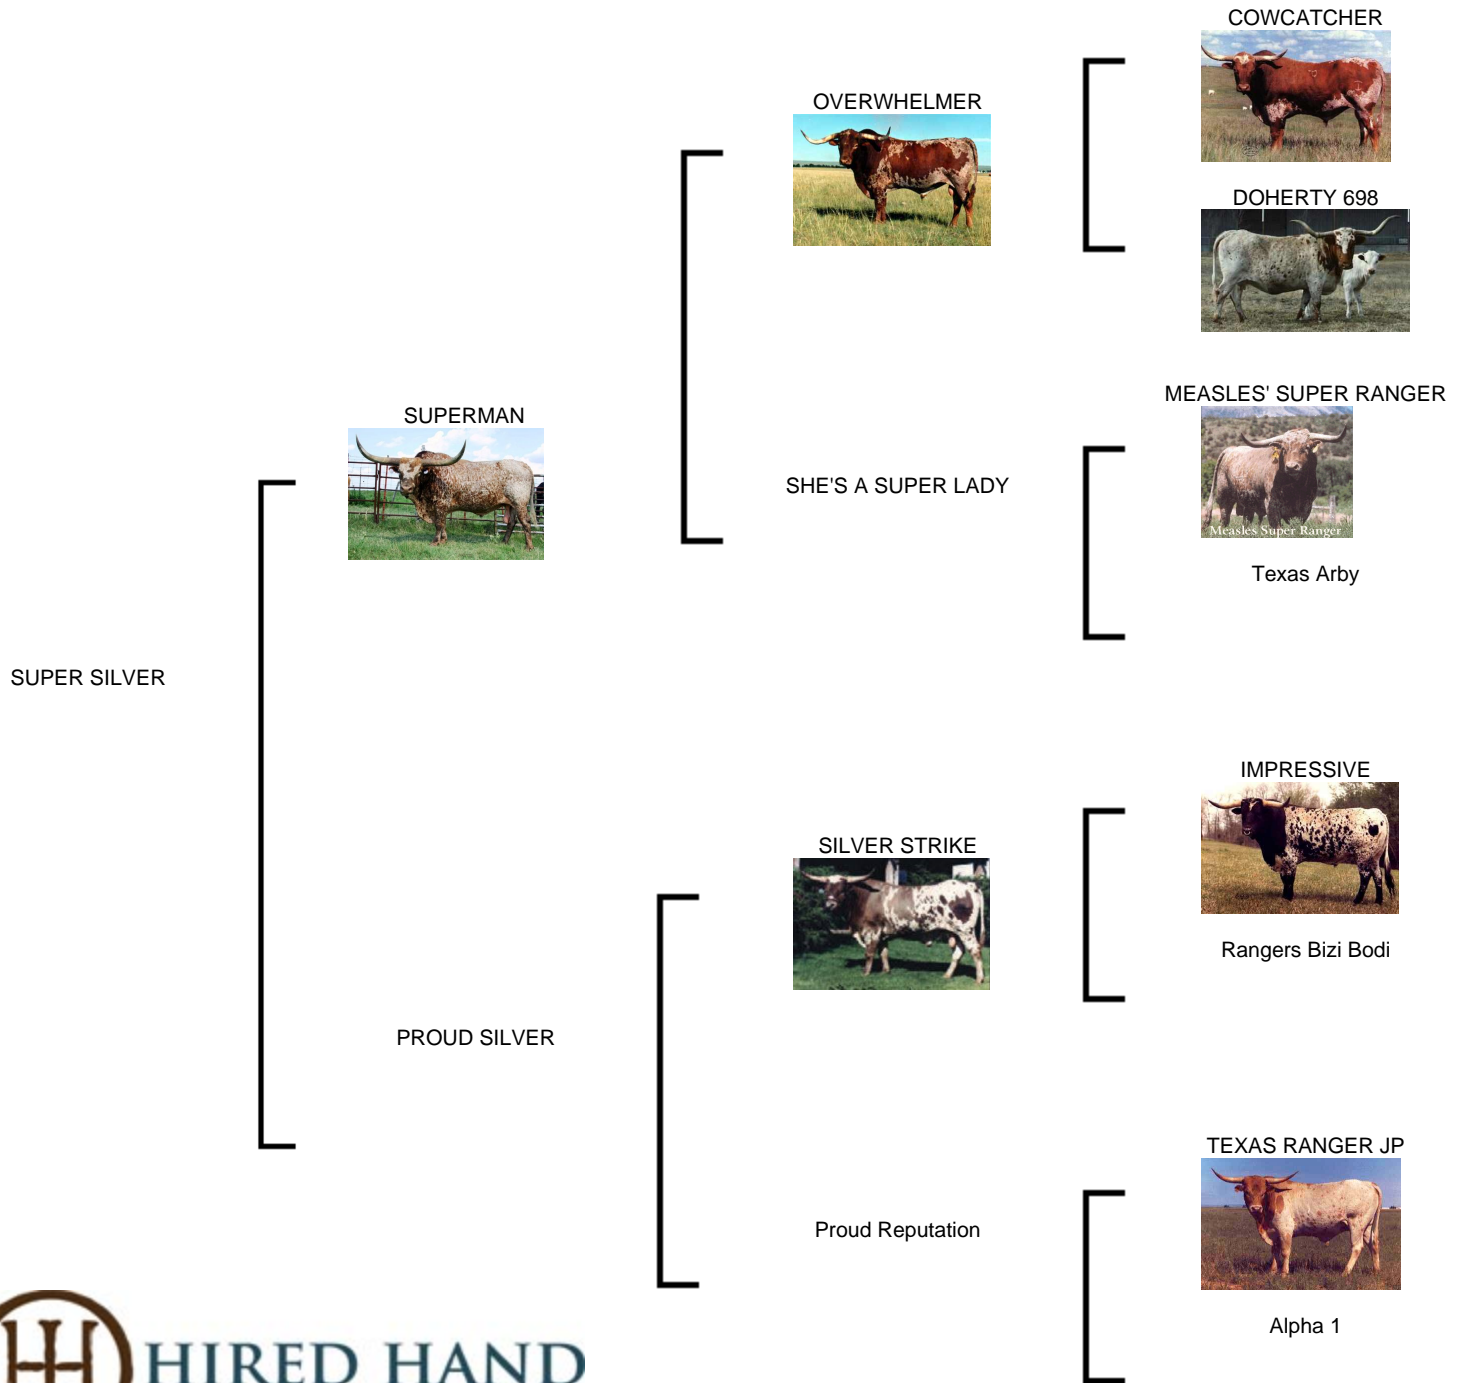 COWCATCHER
OVERWHELMER
DOHERTY 698
MEASLES' SUPER RANGER
SUPERMAN
SHE'S A SUPER LADY
Measles Super Ranger
Texas Arby
SUPER SILVER
IMPRESSIVE
SILVER STRIKE
Rangers Bizi Bodi
PROUD SILVER
TEXAS RANGER JP
Proud Reputation
Alpha 1
HIRED HAND